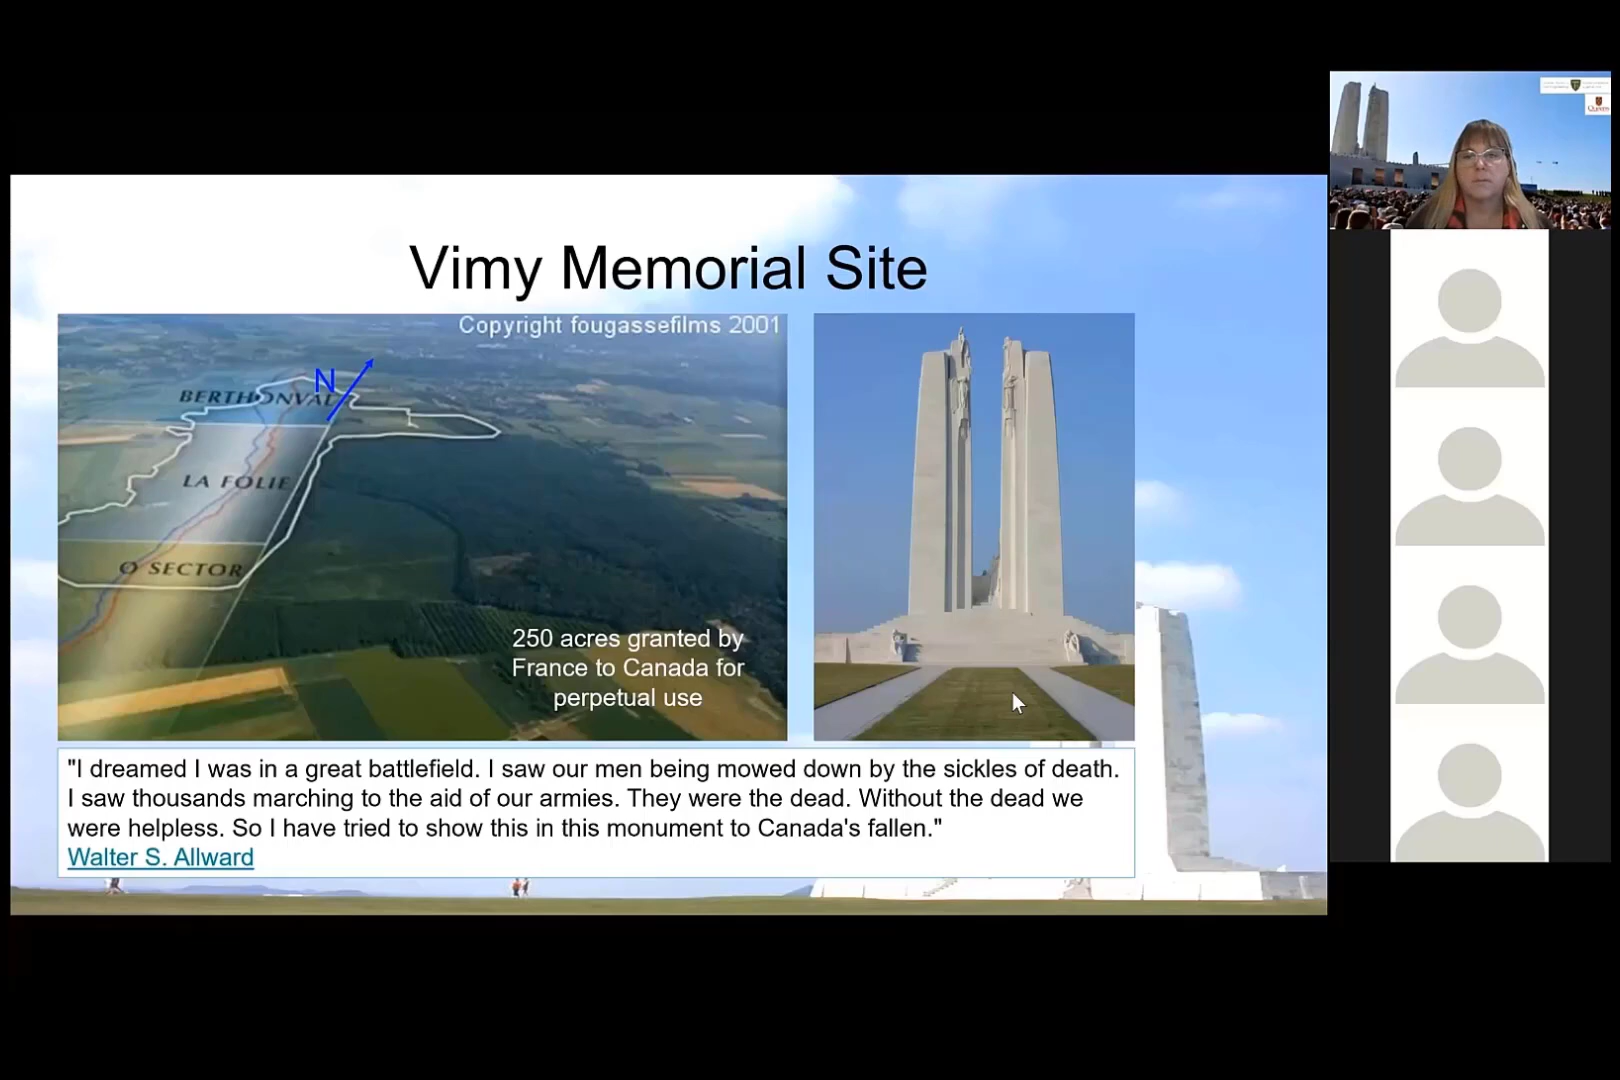 Vimy Memorial Site
Copyright fougassefilms 2001
N
BERTHONVAL
LA FOLIE
O SECTOR
250 acres granted by
France to Canada for
perpetual use
"I dreamed I was in a great battlefield. I saw our men being mowed down by the sickles of death.
I saw thousands marching to the aid of our armies. They were the dead. Without the dead we
were helpless. So I have tried to show this in this monument to Canada's fallen."
Walter S. Allward
Queen's